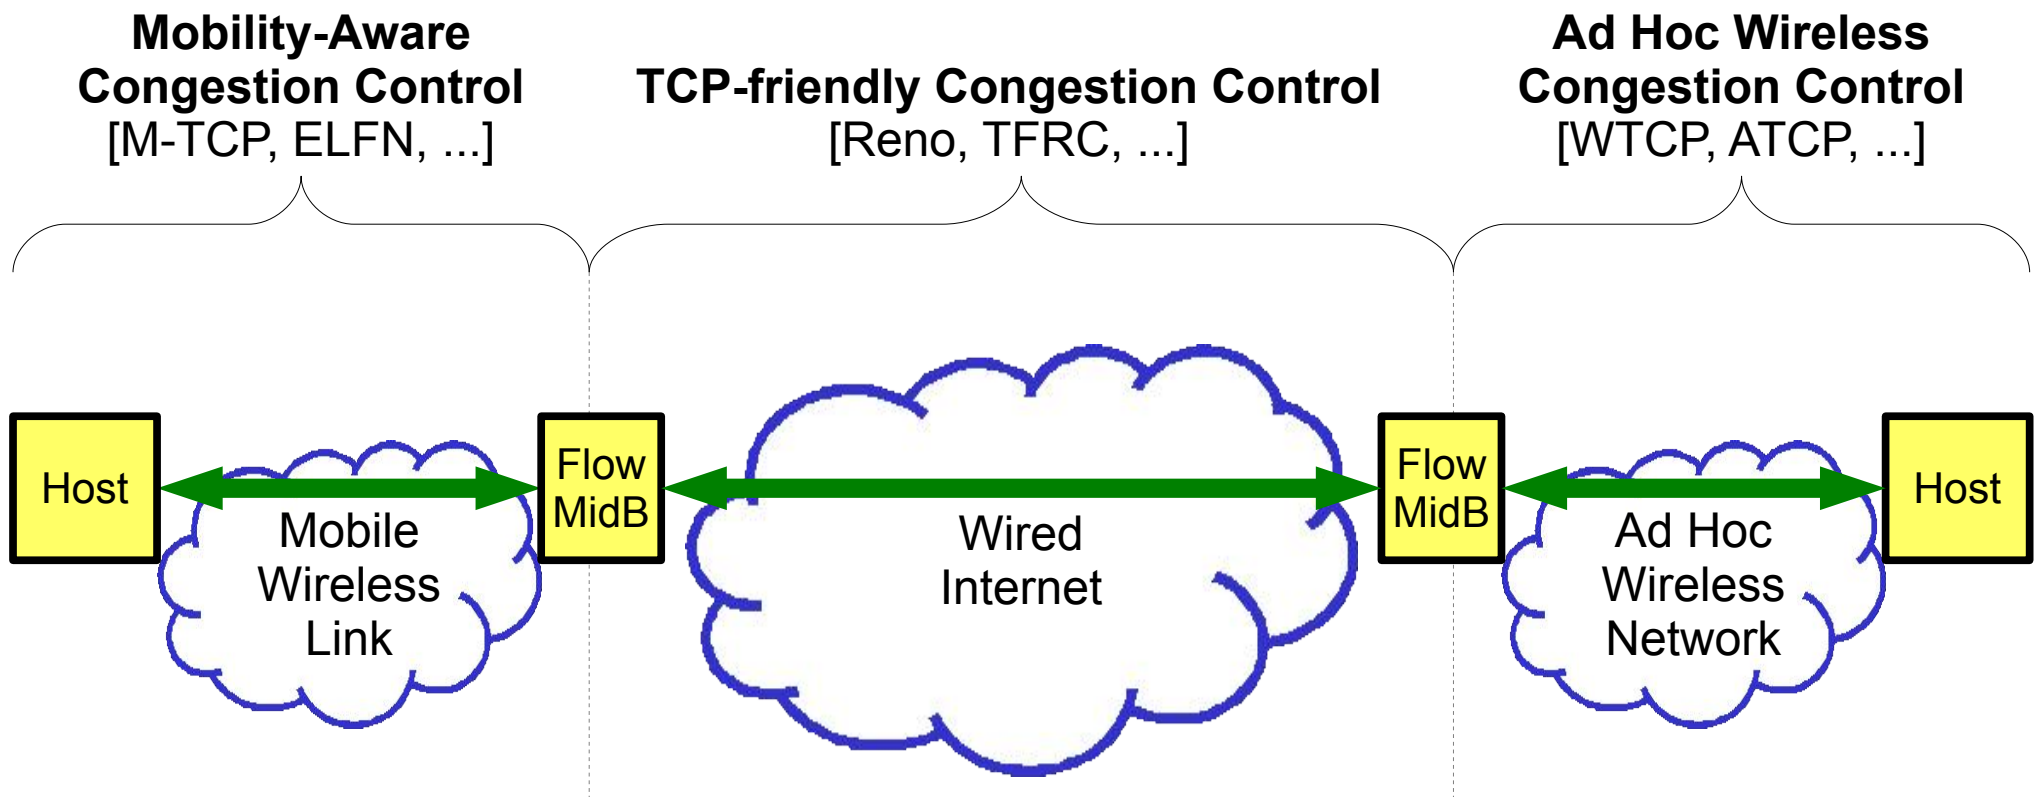 Mobility-Aware
Congestion Control
[M-TCP, ELFN, ...]
TCP-friendly Congestion Control
[Reno, TFRC, ...]
Ad Hoc Wireless
Congestion Control
[WTCP, ATCP, ...]
Host
Mobile
Wireless
Link
Flow
MidB
Wired
Internet
Flow
MidB
Ad Hoc
Wireless
Network
Host